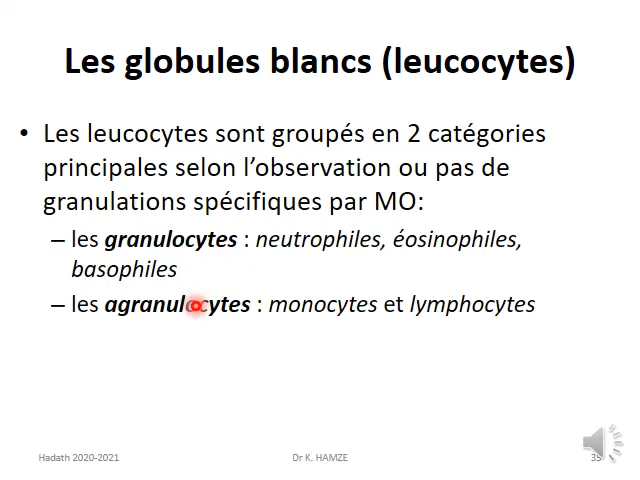 Les globules blancs (leucocytes)
• Les leucocytes sont groupés en 2 catégories
principales selon l’observation ou pas de
granulations spécifiques par MO:
– les granulocytes : neutrophiles, éosinophiles,
basophiles
– les agranulocytes : monocytes et lymphocytes
Hadath 2020-2021
Dr K. HAMZE
35